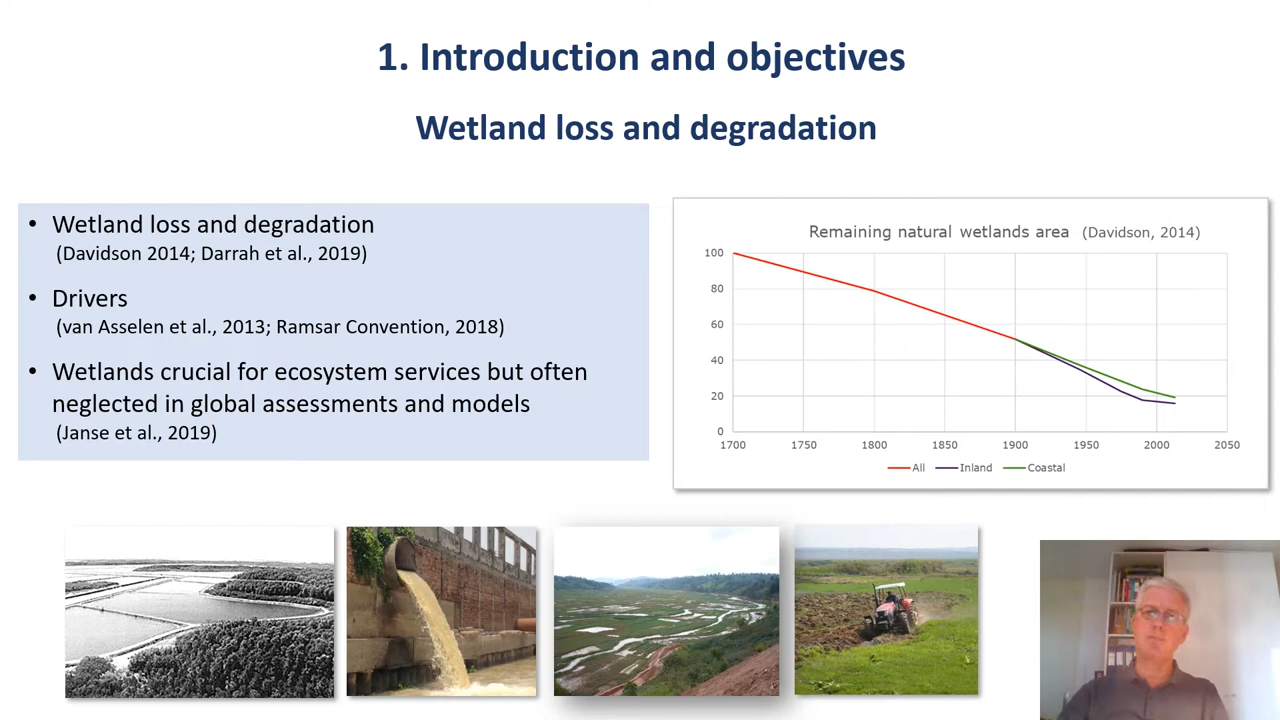 1. Introduction and objectives
Wetland loss and degradation
• Wetland loss and degradation
(Davidson 2014; Darrah et al., 2019)
• Drivers
(van Asselen et al., 2013; Ramsar Convention, 2018)
• Wetlands crucial for ecosystem services but often
neglected in global assessments and models
(Janse et al., 2019)
Remaining natural wetlands area (Davidson, 2014)
100
80
60
40
20
0
1700 1750 1800 1850 1900 1950 2000 2050
All Inland Coastal